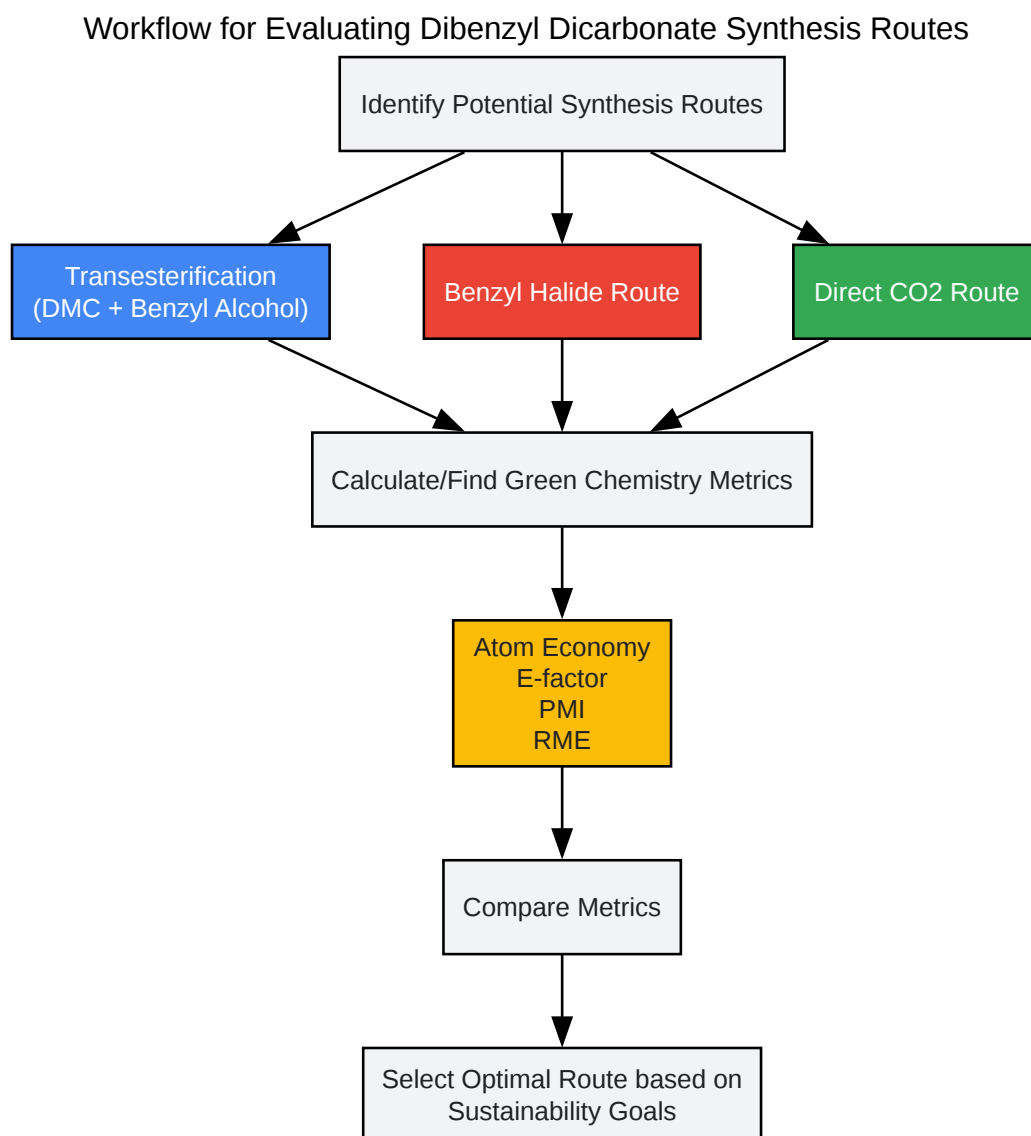 Workflow for Evaluating Dibenzyl Dicarbonate Synthesis Routes
Identify Potential Synthesis Routes
Transesterification
(DMC + Benzyl Alcohol)
Benzyl Halide Route
Direct CO2 Route
Calculate/Find Green Chemistry Metrics
Atom Economy
E-factor
PMI
RME
Compare Metrics
Select Optimal Route based on
Sustainability Goals